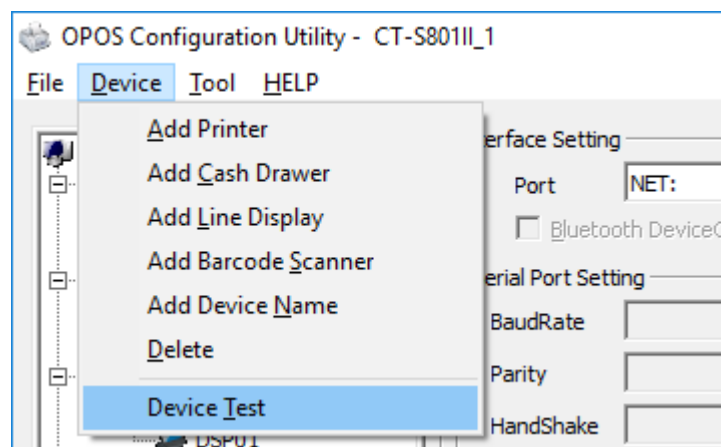 OPOS Configuration Utility - CT-S801II_1
File Device Tool HELP
Add Printer
Add Cash Drawer
Add Line Display
Add Barcode Scanner
Add Device Name
Delete
Device Test
erface Setting
Port NET:
Bluetooth Device
erial Port Setting
BaudRate
Parity
HandShake